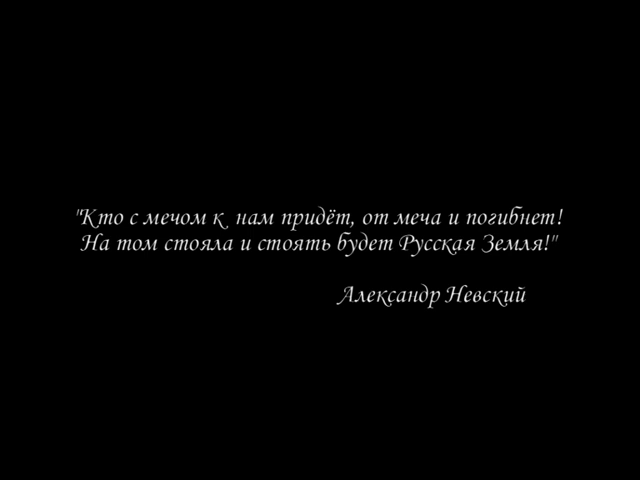 "Кто с мечом к нам придёт, от меча и погибнет!
На том стояла и стоять будет Русская Земля!"
Александр Невский